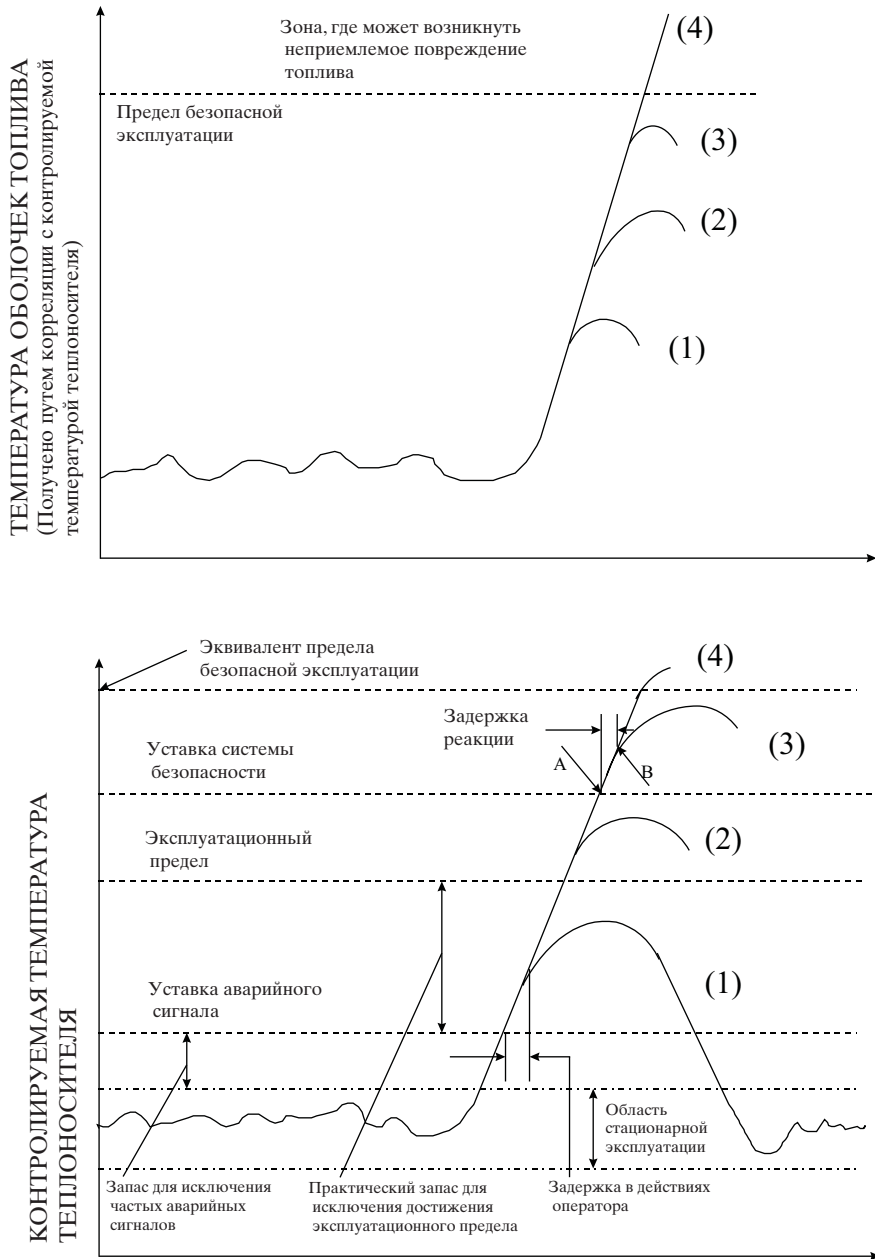 ТЕМПЕРАТУРА ОБОЛОЧЕК ТОПЛИВА
(Получено путем корреляции с контролируемой
температурой теплоносителя)
Зона, где может возникнуть
неприемлемое повреждение
топлива
(4)
Предел безопасной
эксплуатации
(3)
(2)
(1)
КОНТРОЛИРУЕМАЯ ТЕМПЕРАТУРА
ТЕПЛОНОСИТЕЛЯ
Эквивалент предела
безопасной эксплуатации
(4)
Задержка
реакции
(3)
Уставка системы
безопасности
A
B
Эксплуатационный
предел
(2)
Уставка аварийного
сигнала
(1)
Область
стационарной
эксплуатации
Запас для исключения
частых аварийных
сигналов
Практический запас для
исключения достижения
эксплуатационного предела
Задержка в действиях
оператора